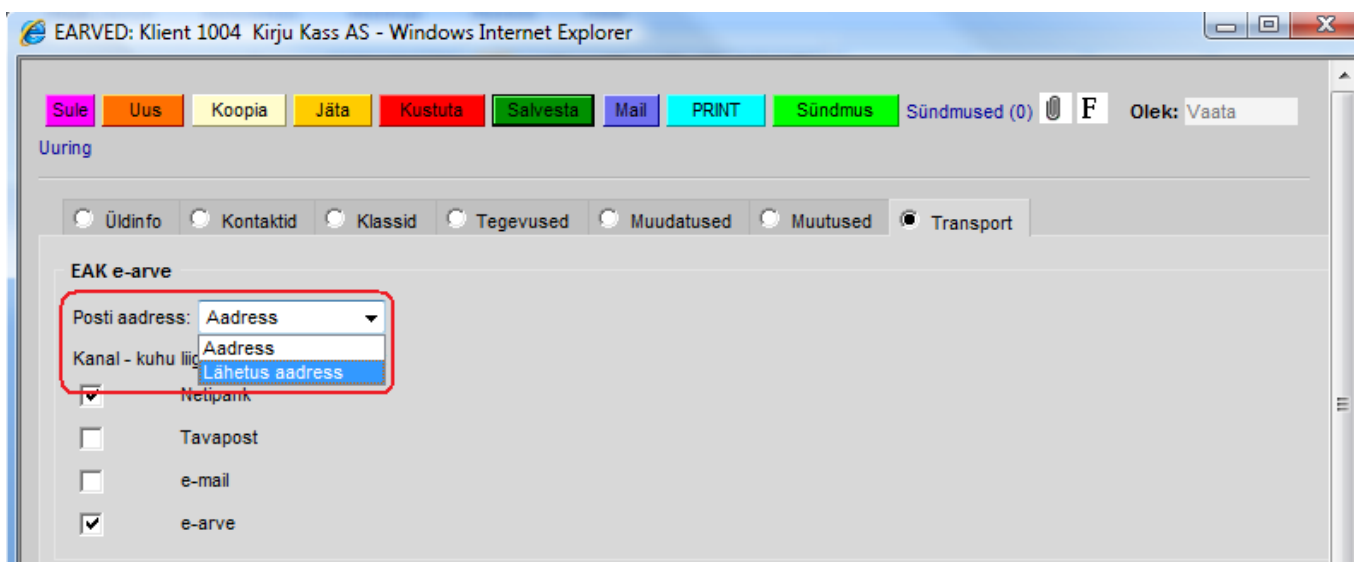 EARVED: Klient 1004 Kirju Kass AS - Windows Internet Explorer
Sule Uus Koopia Jäta Kustuta Salvesta Mail PRINT Sündmus Sündmused (0) F Olek: Vaata
Uuring
Üldinfo Kontaktid Klassid Tegevused Muudatused Muutused Transport
EAK e-arve
Posti aadress: Aadress
Aadress
Kanal - kuhu
Lähetus aadress
Netipank
Tavapost
e-mail
e-arve